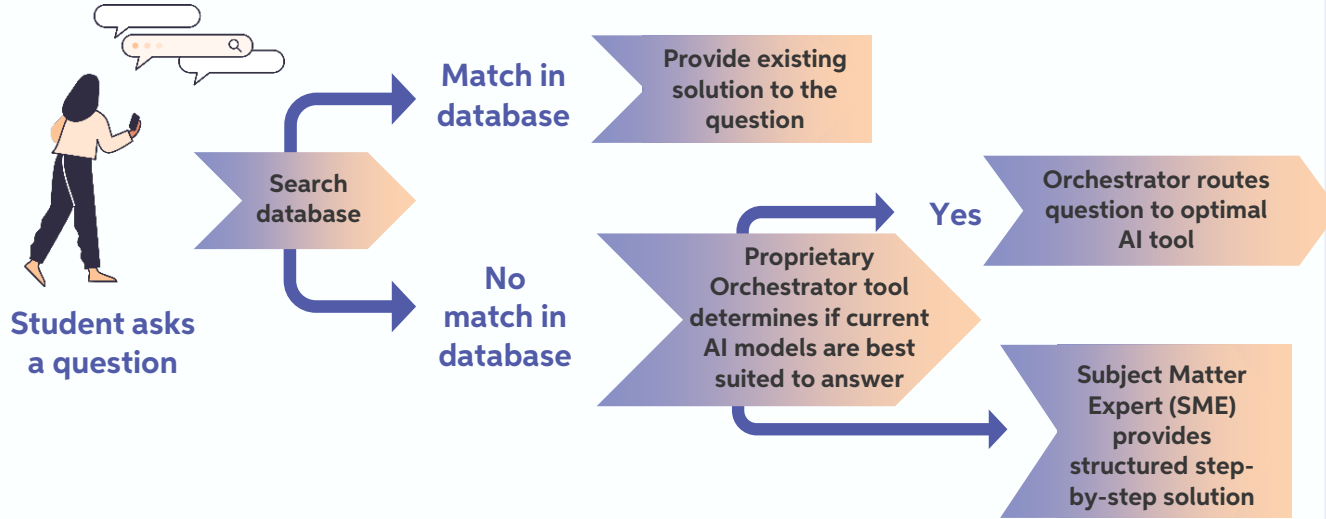 Student asks
a question
Search
database
Match in
database
Provide existing
solution to the
question
No
match in
database
Proprietary
Orchestrator tool
determines if current
AI models are best
suited to answer
Yes
Orchestrator routes
question to optimal
AI tool
Subject Matter
Expert (SME)
provides
structured step-
by-step solution